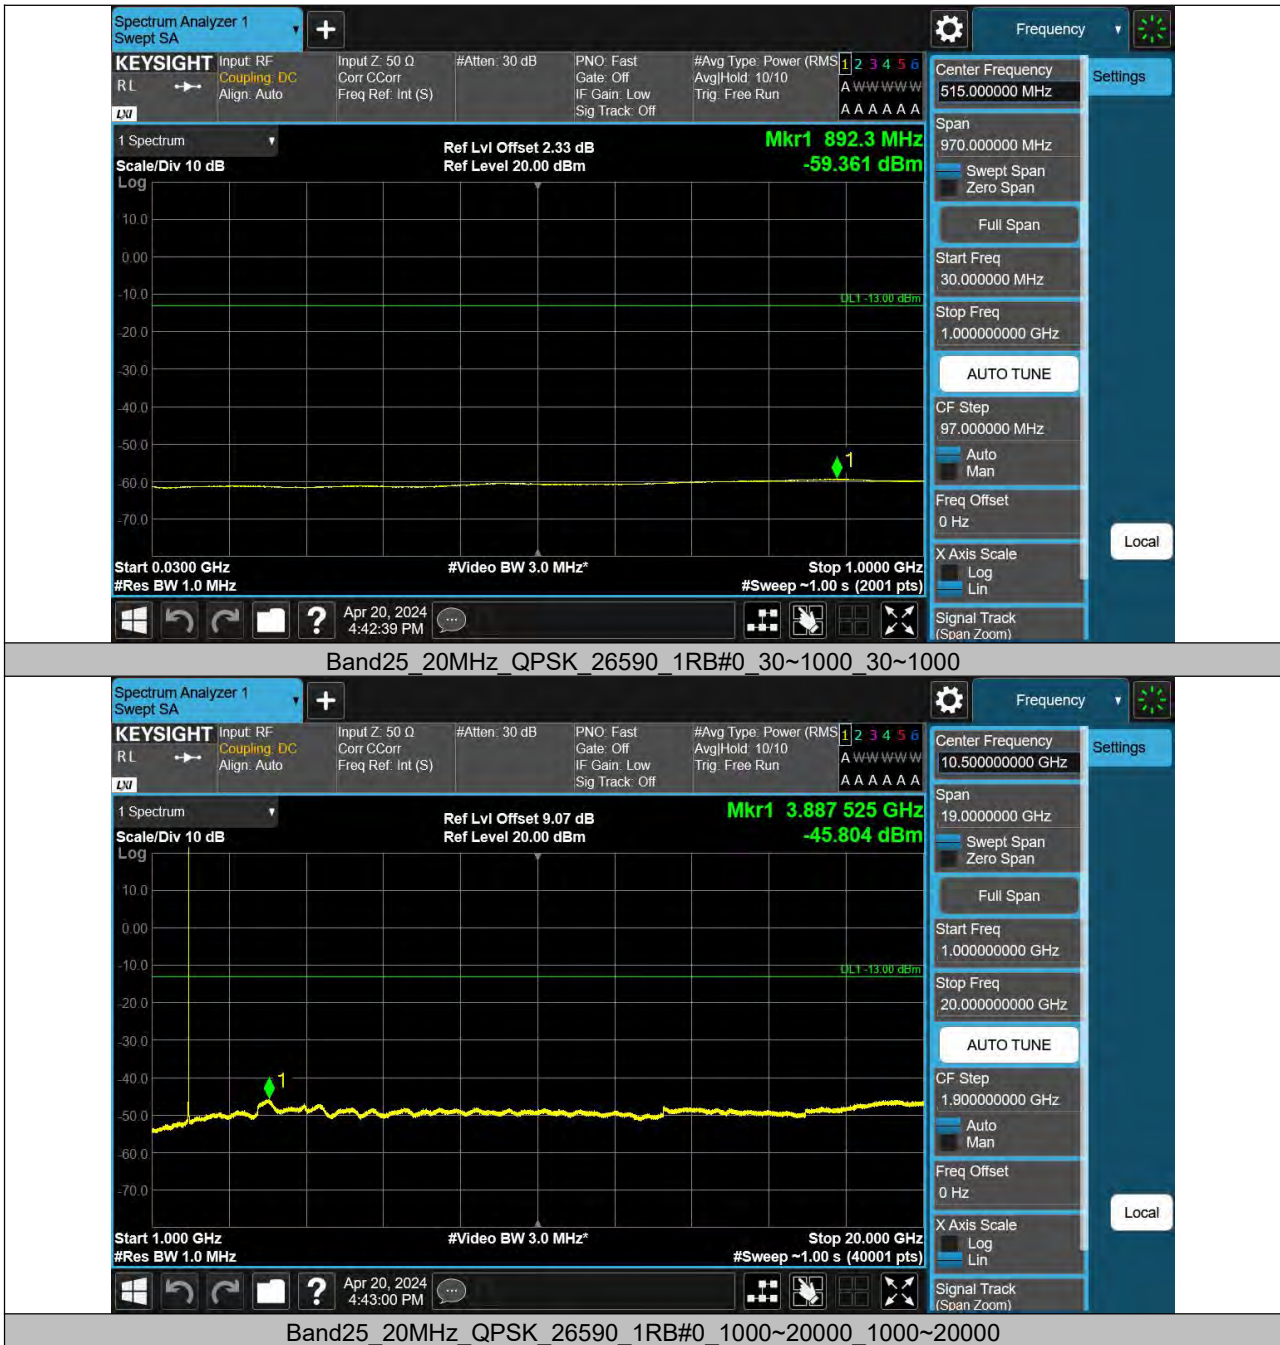 Spectrum Analyzer 1
Swept SA
Frequency
KEYSIGHT
RL
LXI
Input: RF
Coupling: DC
Align: Auto
Input Z: 50 Ω
Corr CCorr
Freq Ref: Int (S)
#Atten: 30 dB
PNO: Fast
Gate: Off
IF Gain: Low
Sig Track: Off
#Avg Type: Power (RMS
Avg|Hold: 10/10
Trig: Free Run
1 2 3 4 5 6
A W W W W W
A A A A A A
Center Frequency
515.000000 MHz
Settings
1 Spectrum
Scale/Div 10 dB
Ref Lvl Offset 2.33 dB
Ref Level 20.00 dBm
Mkr1 892.3 MHz
-59.361 dBm
Span
970.000000 MHz
Swept Span
Zero Span
Full Span
Start Freq
30.000000 MHz
Stop Freq
1.000000000 GHz
AUTO TUNE
CF Step
97.000000 MHz
Auto
Man
Freq Offset
0 Hz
X Axis Scale
Log
Lin
Signal Track
(Span Zoom)
Local
Log
10.0
0.00
-10.0
-20.0
-30.0
-40.0
-50.0
-60.0
-70.0
DL1 -13.00 dBm
1
Start 0.0300 GHz
#Res BW 1.0 MHz
#Video BW 3.0 MHz*
Stop 1.0000 GHz
#Sweep ~1.00 s (2001 pts)
Apr 20, 2024
4:42:39 PM
Band25_20MHz_QPSK_26590_1RB#0_30~1000_30~1000
Spectrum Analyzer 1
Swept SA
Frequency
KEYSIGHT
RL
LXI
Input: RF
Coupling: DC
Align: Auto
Input Z: 50 Ω
Corr CCorr
Freq Ref: Int (S)
#Atten: 30 dB
PNO: Fast
Gate: Off
IF Gain: Low
Sig Track: Off
#Avg Type: Power (RMS
Avg|Hold: 10/10
Trig: Free Run
1 2 3 4 5 6
A W W W W W
A A A A A A
Center Frequency
10.500000000 GHz
Settings
1 Spectrum
Scale/Div 10 dB
Ref Lvl Offset 9.07 dB
Ref Level 20.00 dBm
Mkr1 3.887 525 GHz
-45.804 dBm
Span
19.0000000 GHz
Swept Span
Zero Span
Full Span
Start Freq
1.000000000 GHz
Stop Freq
20.000000000 GHz
AUTO TUNE
CF Step
1.900000000 GHz
Auto
Man
Freq Offset
0 Hz
X Axis Scale
Log
Lin
Signal Track
(Span Zoom)
Local
Log
10.0
0.00
-10.0
-20.0
-30.0
-40.0
-50.0
-60.0
-70.0
DL1 -13.00 dBm
1
Start 1.000 GHz
#Res BW 1.0 MHz
#Video BW 3.0 MHz*
Stop 20.000 GHz
#Sweep ~1.00 s (40001 pts)
Apr 20, 2024
4:43:00 PM
Band25_20MHz_QPSK_26590_1RB#0_1000~20000_1000~20000